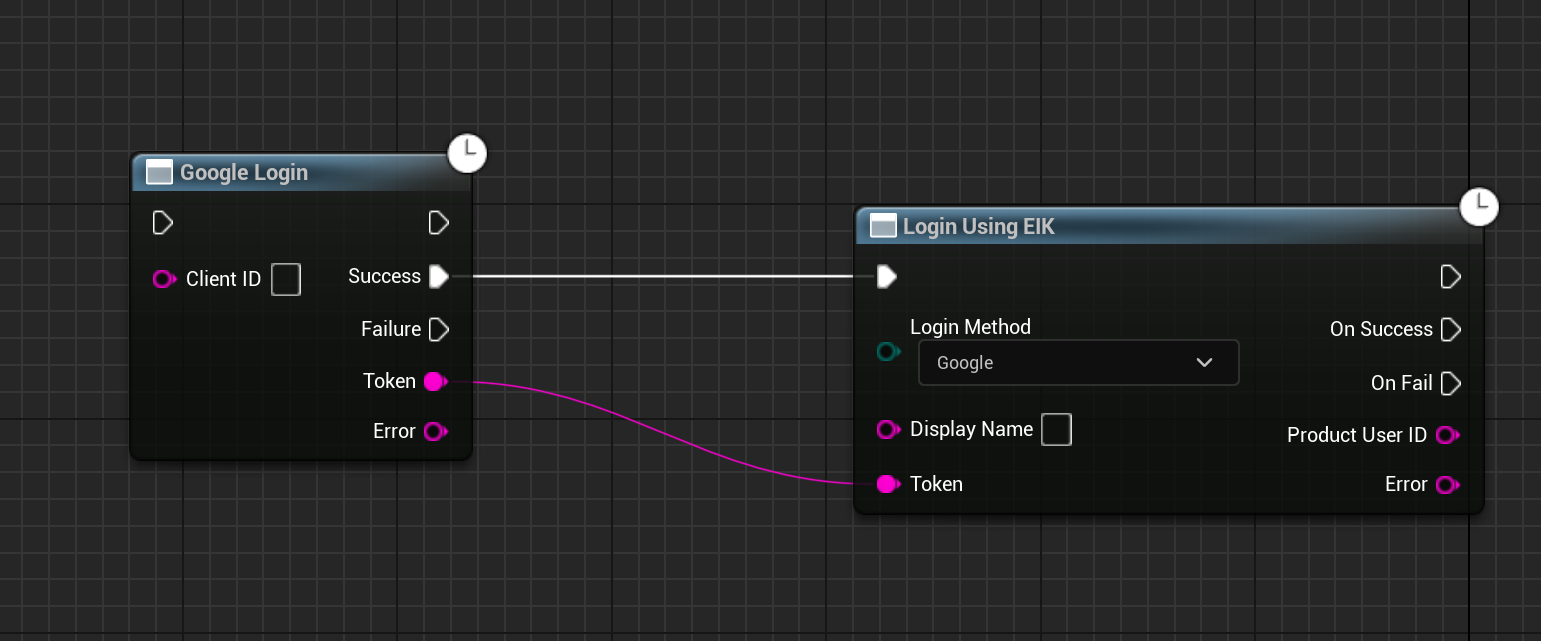 Google Login
Client ID
Success
Failure
Token
Error
Login Using EIK
Login Method
Google
Display Name
Token
On Success
On Fail
Product User ID
Error